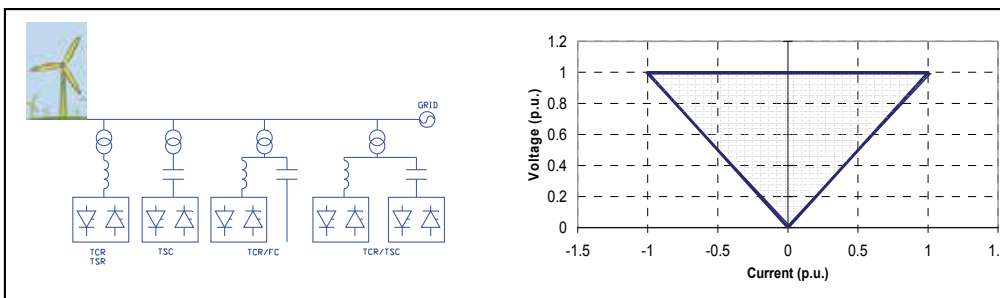 GRID
TCR
TSR
TSC
TCR/FC
TCR/TSC
Voltage (p.u.)
1.2
1
0.8
0.6
0.4
0.2
0
-1.5 -1 -0.5 0 0.5 1 1.
Current (p.u.)